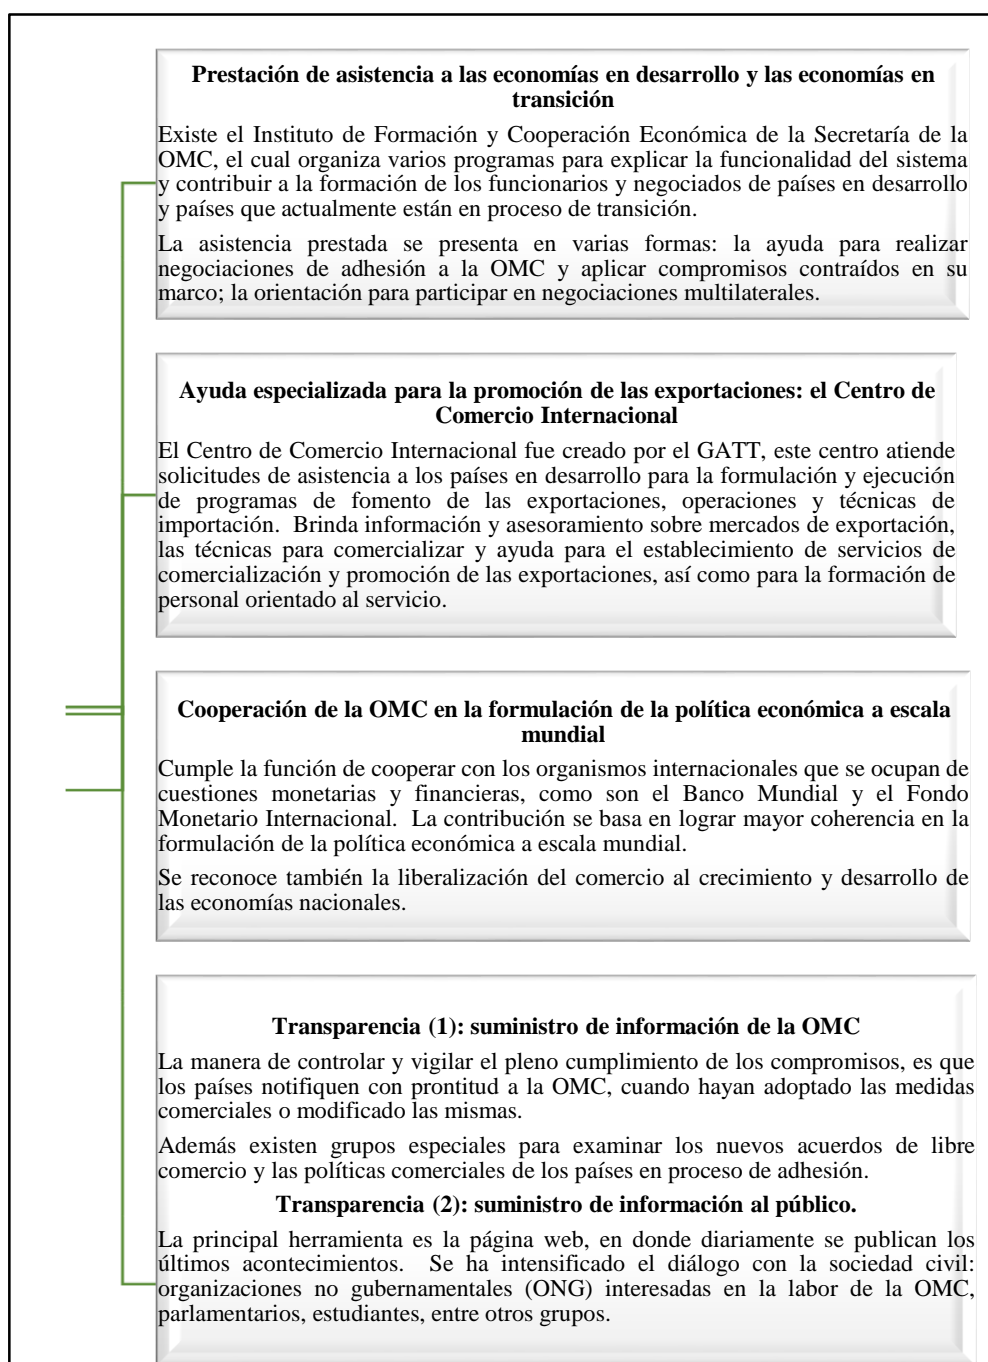 Prestación de asistencia a las economías en desarrollo y las economías en
transición
Existe el Instituto de Formación y Cooperación Económica de la Secretaría de la
OMC, el cual organiza varios programas para explicar la funcionalidad del sistema
y contribuir a la formación de los funcionarios y negociados de países en desarrollo
y países que actualmente están en proceso de transición.
La asistencia prestada se presenta en varias formas: la ayuda para realizar
negociaciones de adhesión a la OMC y aplicar compromisos contraídos en su
marco; la orientación para participar en negociaciones multilaterales.
Ayuda especializada para la promoción de las exportaciones: el Centro de
Comercio Internacional
El Centro de Comercio Internacional fue creado por el GATT, este centro atiende
solicitudes de asistencia a los países en desarrollo para la formulación y ejecución
de programas de fomento de las exportaciones, operaciones y técnicas de
importación. Brinda información y asesoramiento sobre mercados de exportación,
las técnicas para comercializar y ayuda para el establecimiento de servicios de
comercialización y promoción de las exportaciones, así como para la formación de
personal orientado al servicio.
Cooperación de la OMC en la formulación de la política económica a escala
mundial
Cumple la función de cooperar con los organismos internacionales que se ocupan de
cuestiones monetarias y financieras, como son el Banco Mundial y el Fondo
Monetario Internacional. La contribución se basa en lograr mayor coherencia en la
formulación de la política económica a escala mundial.
Se reconoce también la liberalización del comercio al crecimiento y desarrollo de
las economías nacionales.
Transparencia (1): suministro de información de la OMC
La manera de controlar y vigilar el pleno cumplimiento de los compromisos, es que
los países notifiquen con prontitud a la OMC, cuando hayan adoptado las medidas
comerciales o modificado las mismas.
Además existen grupos especiales para examinar los nuevos acuerdos de libre
comercio y las políticas comerciales de los países en proceso de adhesión.
Transparencia (2): suministro de información al público.
La principal herramienta es la página web, en donde diariamente se publican los
últimos acontecimientos. Se ha intensificado el diálogo con la sociedad civil:
organizaciones no gubernamentales (ONG) interesadas en la labor de la OMC,
parlamentarios, estudiantes, entre otros grupos.